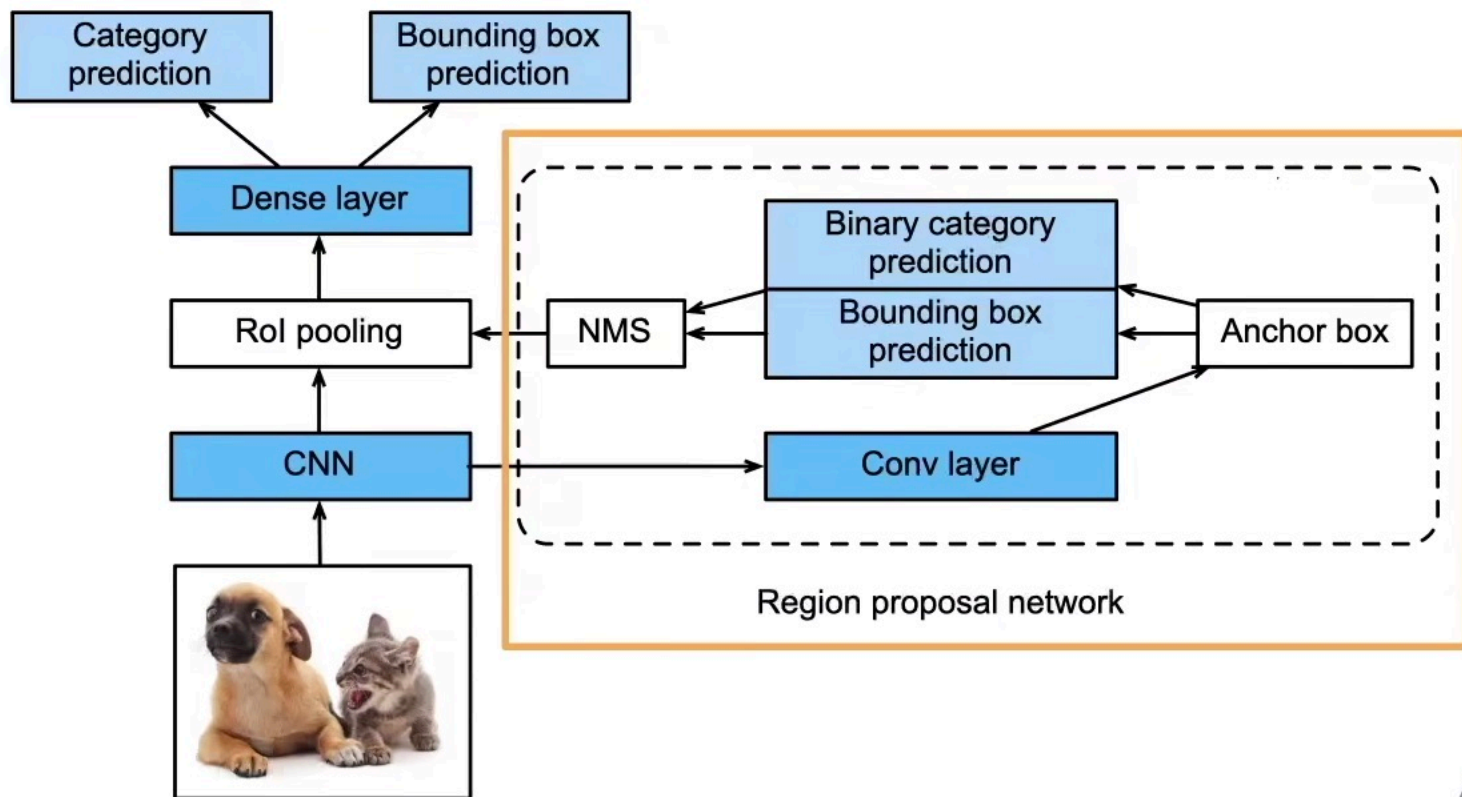 Category
prediction
Bounding box
prediction
Dense layer
Binary category
prediction
RoI pooling
NMS
Bounding box
prediction
Anchor box
CNN
Conv layer
Region proposal network